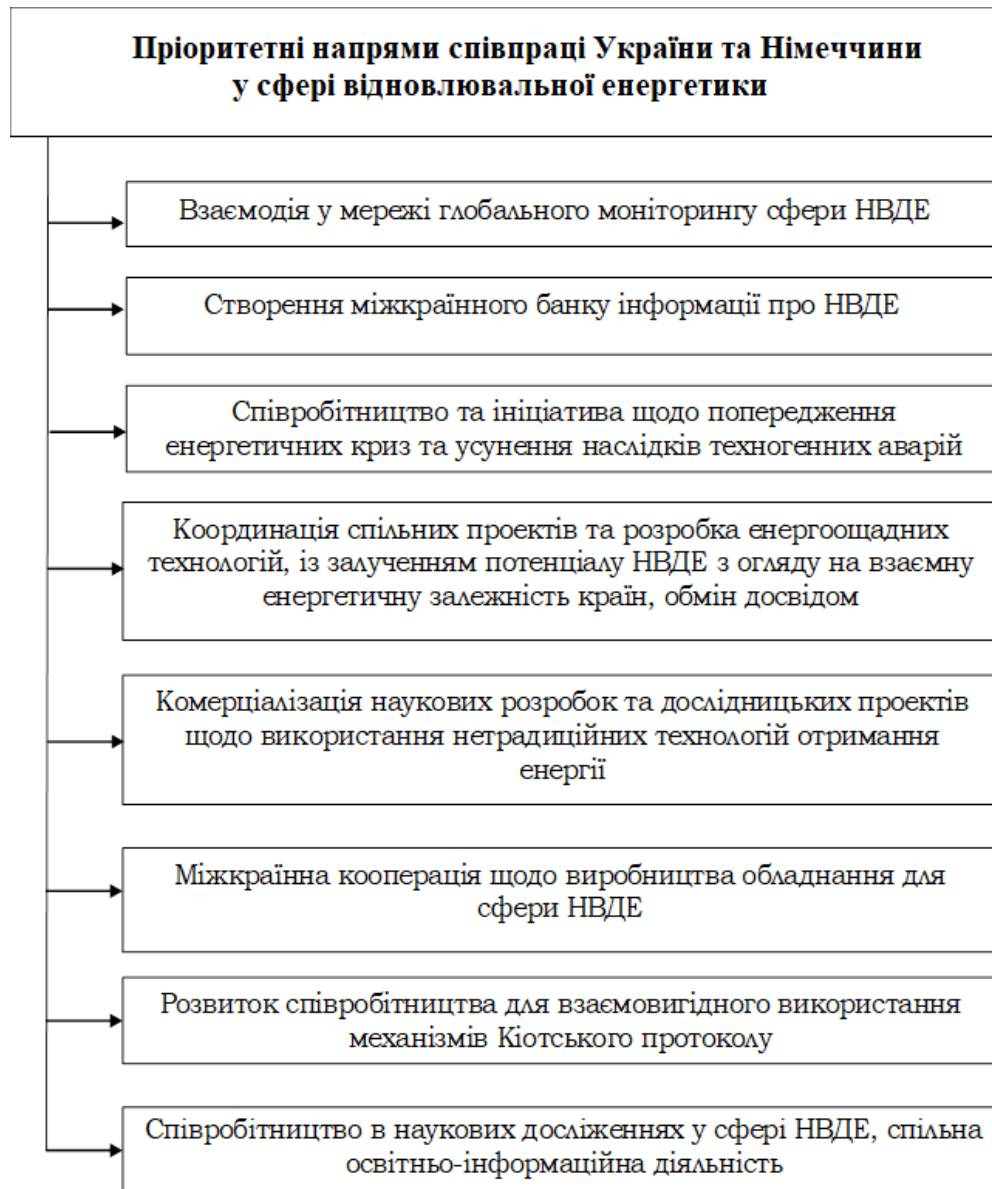 Пріоритетні напрями співпраці України та Німеччини
у сфері відновлювальної енергетики
Взаємодія у мережі глобального моніторингу сфери НВДЕ
Створення міжкраїнного банку інформації про НВДЕ
Співробітництво та ініціатива щодо попередження
енергетичних криз та усунення наслідків техногенних аварій
Координація спільних проектів та розробка енергоощадних
технологій, із залученням потенціалу НВДЕ з огляду на взаємну
енергетичну залежність країн, обмін досвідом
Комерціалізація наукових розробок та дослідницьких проектів
щодо використання нетрадиційних технологій отримання
енергії
Міжкраїнна кооперація щодо виробництва обладнання для
сфери НВДЕ
Розвиток співробітництва для взаємовигідного використання
механізмів Кіотського протоколу
Співробітництво в наукових досліженнях у сфері НВДЕ, спільна
освітньо-інформаційна діяльність